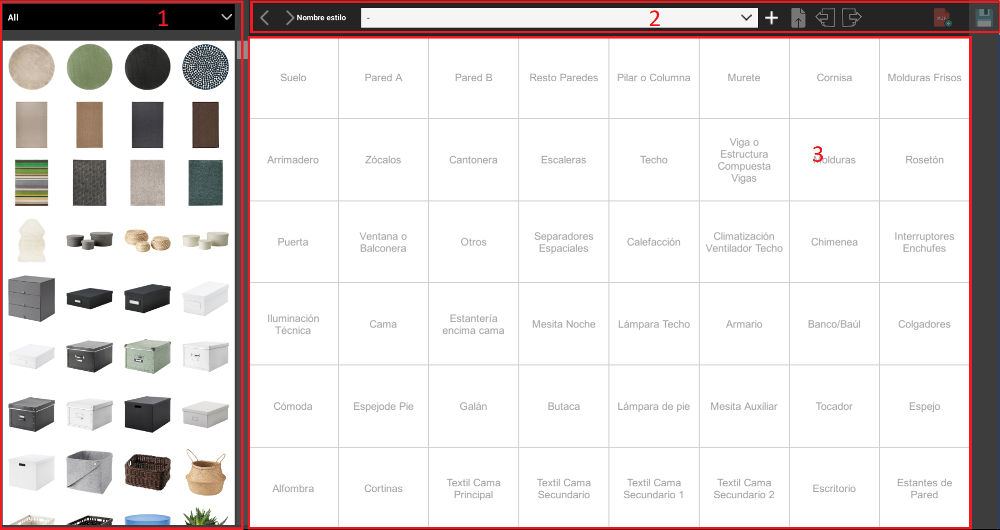 All
1
Nombre estilo
-
2
PDF
Suelo
Pared A
Pared B
Resto Paredes
Pilar o Columna
Murete
Cornisa
Molduras Frisos
Arrimadero
Zócalos
Cantonera
Escaleras
Techo
Viga o
Estructura
Compuesta
Vigas
3
Molduras
Rosetón
Puerta
Ventana o
Balconera
Otros
Separadores
Espaciales
Calefacción
Climatización
Ventilador Techo
Chimenea
Interruptores
Enchufes
Iluminación
Técnica
Cama
Estantería
encima cama
Mesita Noche
Lámpara Techo
Armario
Banco/Baúl
Colgadores
Cómoda
Espejode Pie
Galán
Butaca
Lámpara de pie
Mesita Auxiliar
Tocador
Espejo
Alfombra
Cortinas
Textil Cama
Principal
Textil Cama
Secundario
Textil Cama
Secundario 1
Textil Cama
Secundario 2
Escritorio
Estantes de
Pared